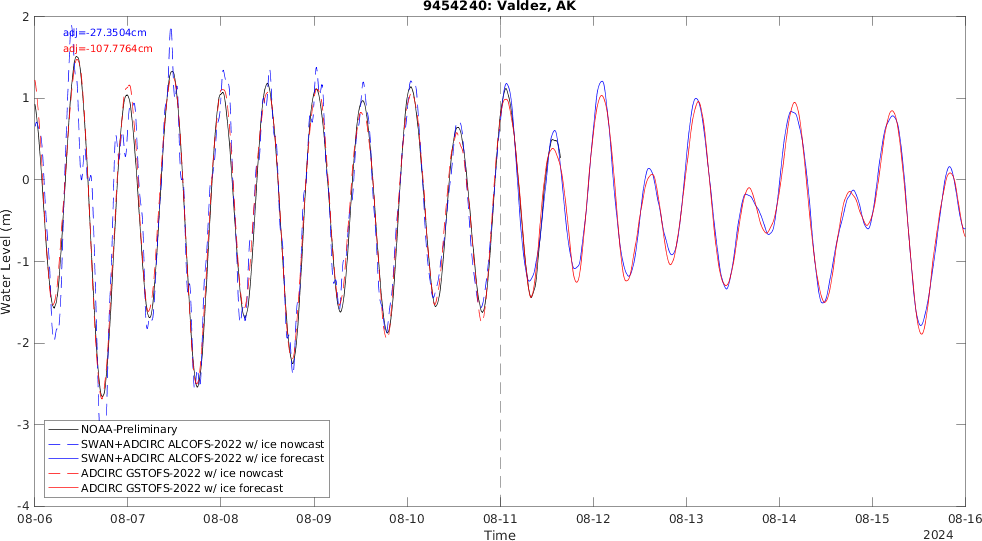 9454240: Valdez, AK
adj=-27.3504cm
adj=-107.7764cm
2
1
0
-1
-2
-3
-4
Water Level (m)
NOAA-Preliminary
SWAN+ADCIRC ALCOFS-2022 w/ ice nowcast
SWAN+ADCIRC ALCOFS-2022 w/ ice forecast
ADCIRC GSTOFS-2022 w/ ice nowcast
ADCIRC GSTOFS-2022 w/ ice forecast
08-06 08-07 08-08 08-09 08-10 08-11 08-12 08-13 08-14 08-15 08-16
Time
2024